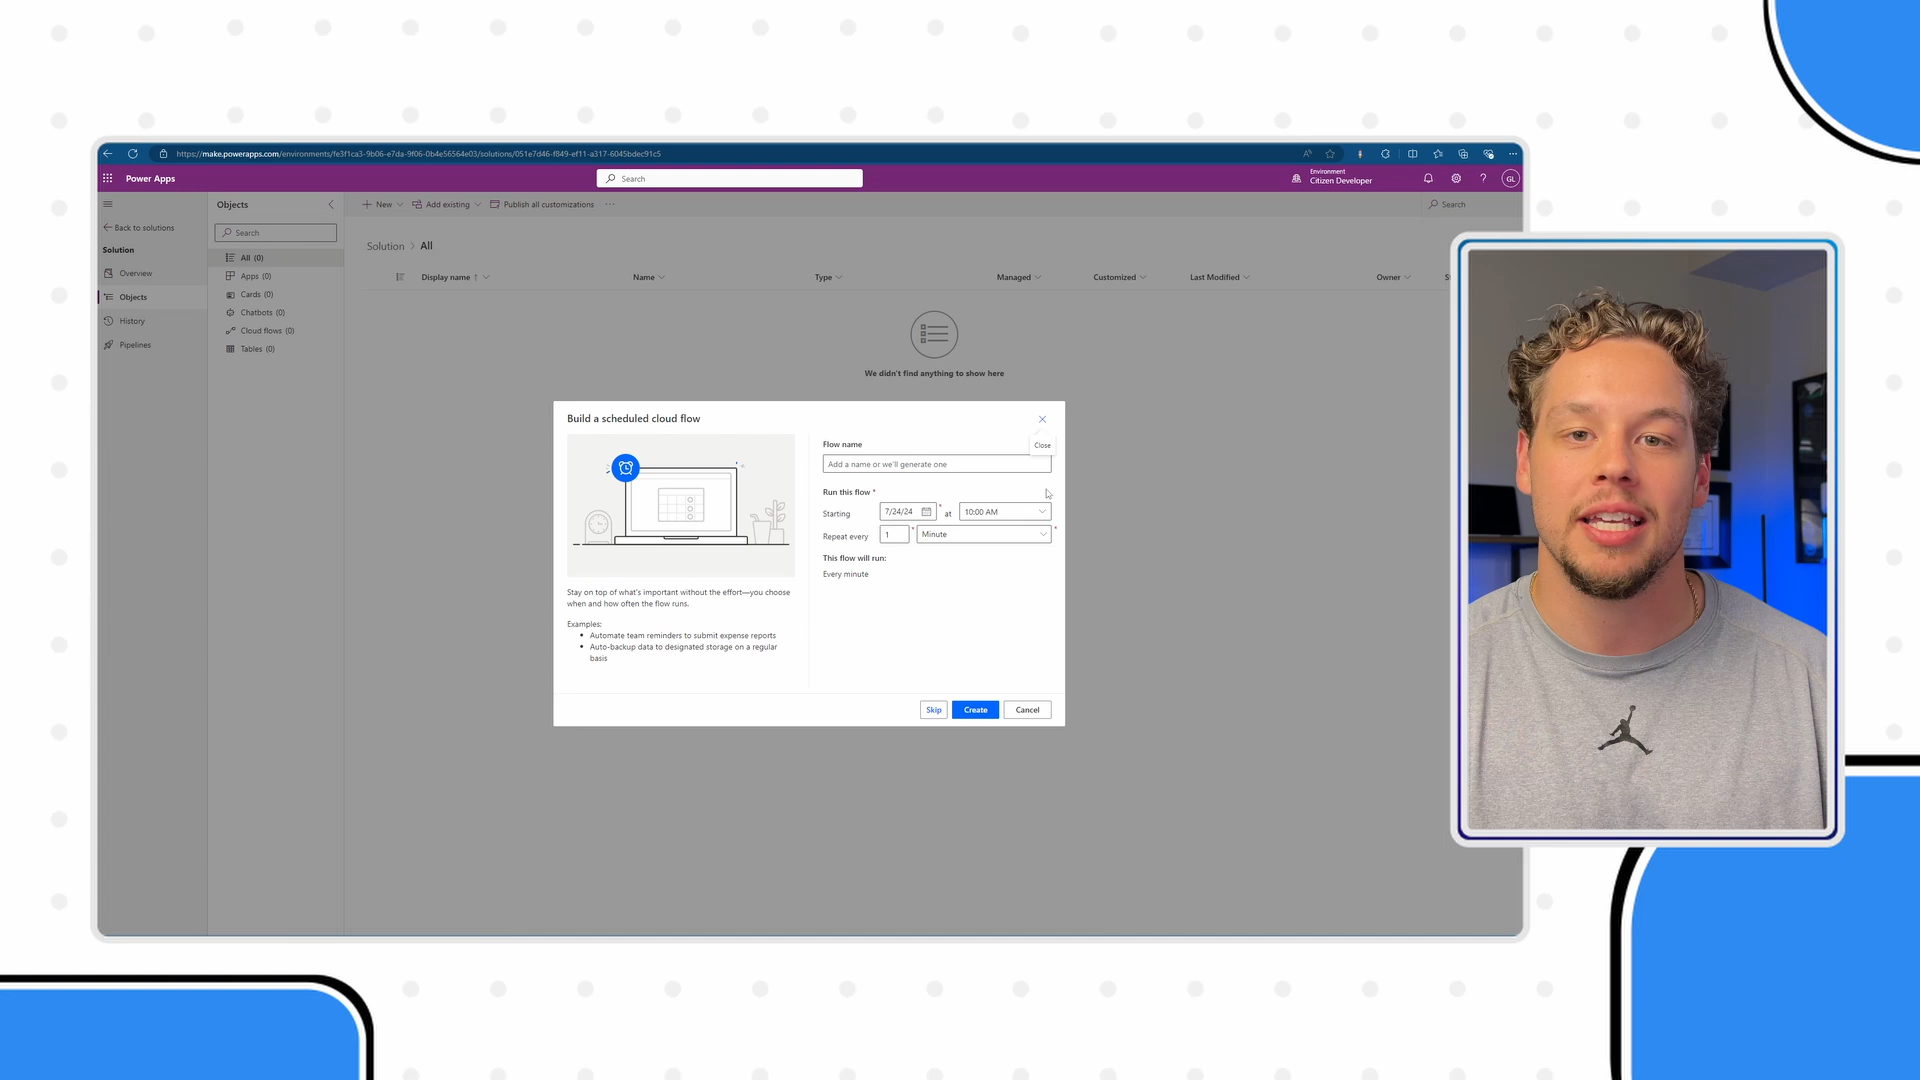 https://make.powerapps.com/environments/fe3f1ca3-9b06-e7da-9f06-0b4e56564e03/solutions/051e7d46-f849-ef11-a317-6045bdec91c5
Power Apps
Search
Environment
Citizen Developer
GL
Objects
New
Add existing
Publish all customizations
Search
Back to solutions
Search
Solution
Overview
Objects
History
Pipelines
All (0)
Apps (0)
Cards (0)
Chatbots (0)
Cloud flows (0)
Tables (0)
Solution > All
Display name ↑ Name Type Managed Customized Last Modified Owner
We didn't find anything to show here
Build a scheduled cloud flow
Close
Flow name
Add a name or we'll generate one
Run this flow *
Starting 7/24/24 * at 10:00 AM
Repeat every 1 * Minute *
This flow will run:
Every minute
Stay on top of what's important without the effort—you choose
when and how often the flow runs.
Examples:
• Automate team reminders to submit expense reports
• Auto-backup data to designated storage on a regular
basis
Skip
Create
Cancel